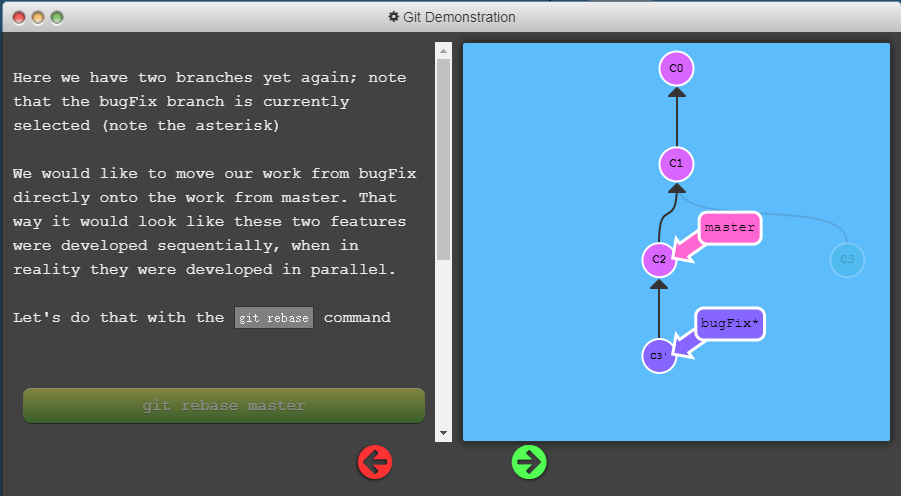 Git Demonstration
Here we have two branches yet again; note
that the bugFix branch is currently
selected (note the asterisk)
We would like to move our work from bugFix
directly onto the work from master. That
way it would look like these two features
were developed sequentially, when in
reality they were developed in parallel.
Let's do that with the git rebase command
git rebase master
C0
C1
master
C2
C3
bugFix*
C3'